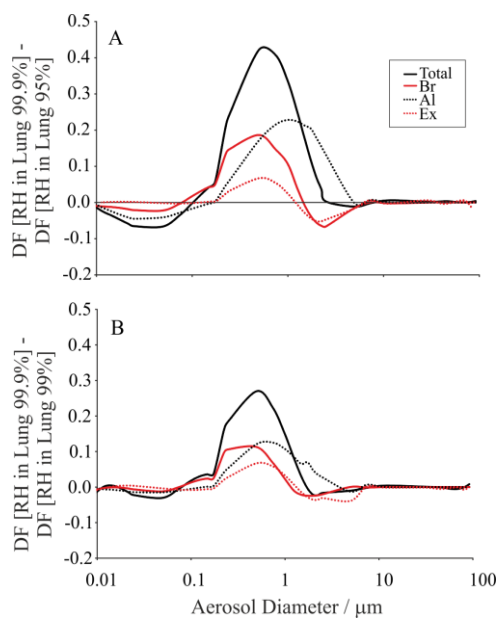 A
0.5
0.4
0.3
0.2
0.1
0.0
-0.1
-0.2
DF [RH in Lung 99.9%] -
DF [RH in Lung 95%]
Total
Br
Al
Ex
B
0.5
0.4
0.3
0.2
0.1
0.0
-0.1
-0.2
DF [RH in Lung 99.9%] -
DF [RH in Lung 99%]
0.01 0.1 1 10 100
Aerosol Diameter / μm